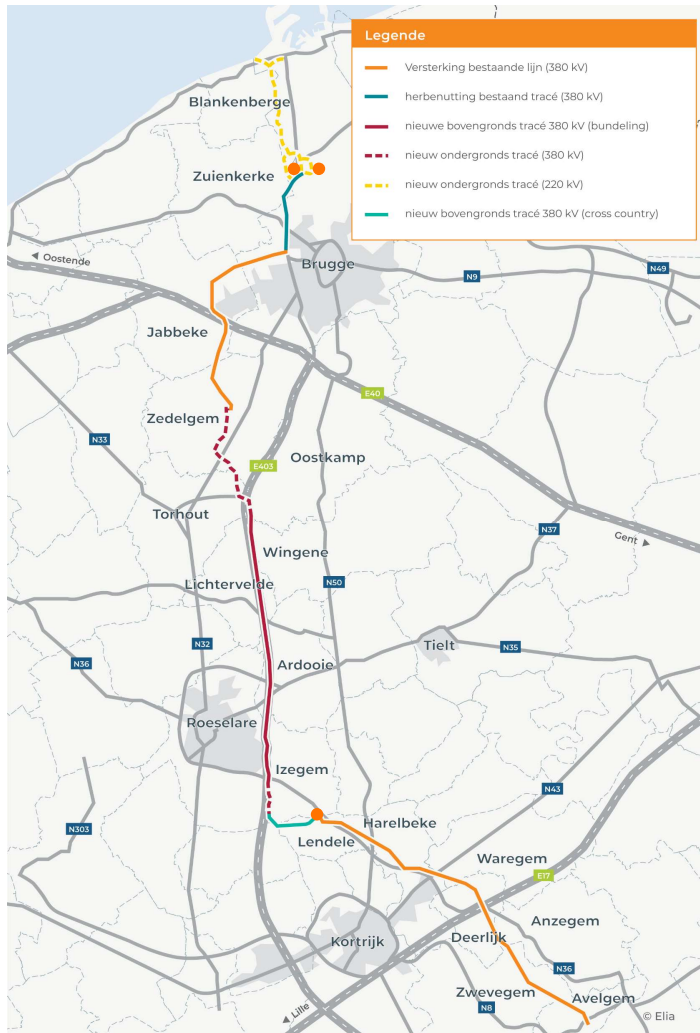 Legende
Versterking bestaande lijn (380 kV)
herbenutting bestaand tracé (380 kV)
nieuwe bovengronds tracé 380 kV (bundeling)
nieuw ondergronds tracé (380 kV)
nieuw ondergronds tracé (220 kV)
nieuw bovengronds tracé 380 kV (cross country)
Blankenberge
Zuienkerke
Oostende
Brugge
N9
N49
Jabbeke
E40
Zedelgem
N33
Oostkamp
E403
Torhout
N37
Gent
Wingene
Lichtervelde
N50
N32
Tielt
N35
N36
Ardooie
Roeselare
Izegem
N43
Harelbeke
N303
Lendele
Waregem
E17
Anzegem
Kortrijk
Deerlijk
N36
Zwevegem
Avelgem
N8
Lille
© Elia